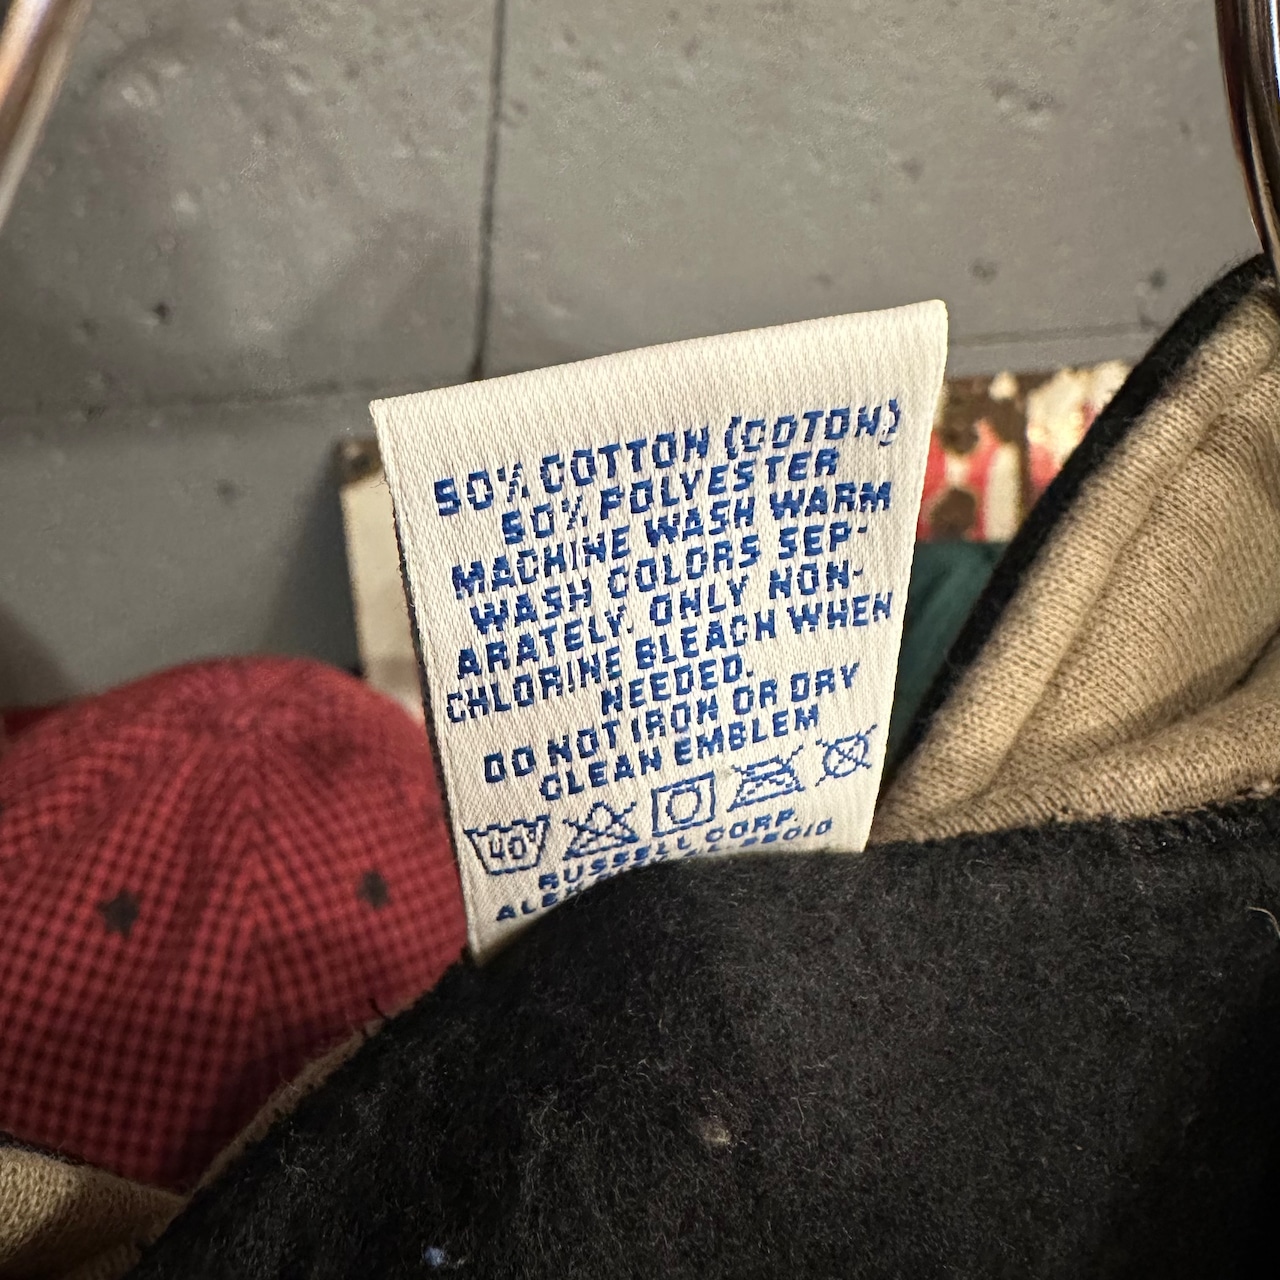 50% COTTON (COTON)
50% POLYESTER
MACHINE WASH WARM
WASH COLORS SEP-
ARATELY. ONLY NON-
CHLORINE BLEACH WHEN
NEEDED.
DO NOT IRON OR DRY
CLEAN EMBLEM
40°
RUSSELL CORP.